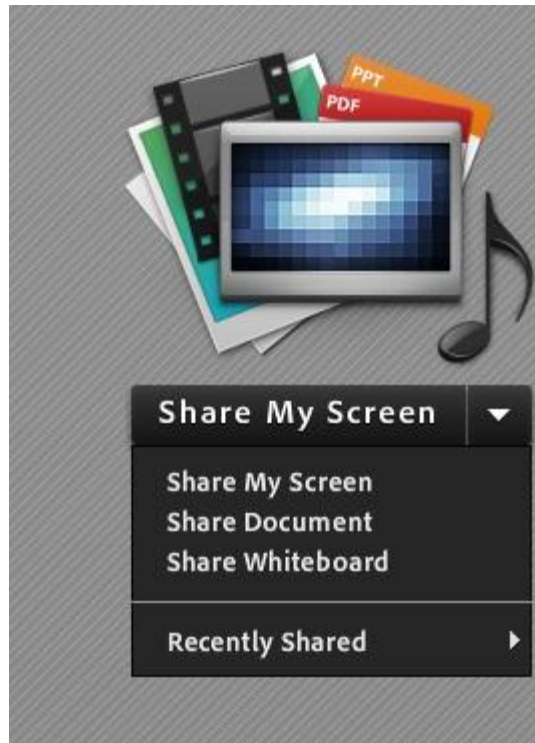 PPT
PDF
Share My Screen
Share My Screen
Share Document
Share Whiteboard
Recently Shared